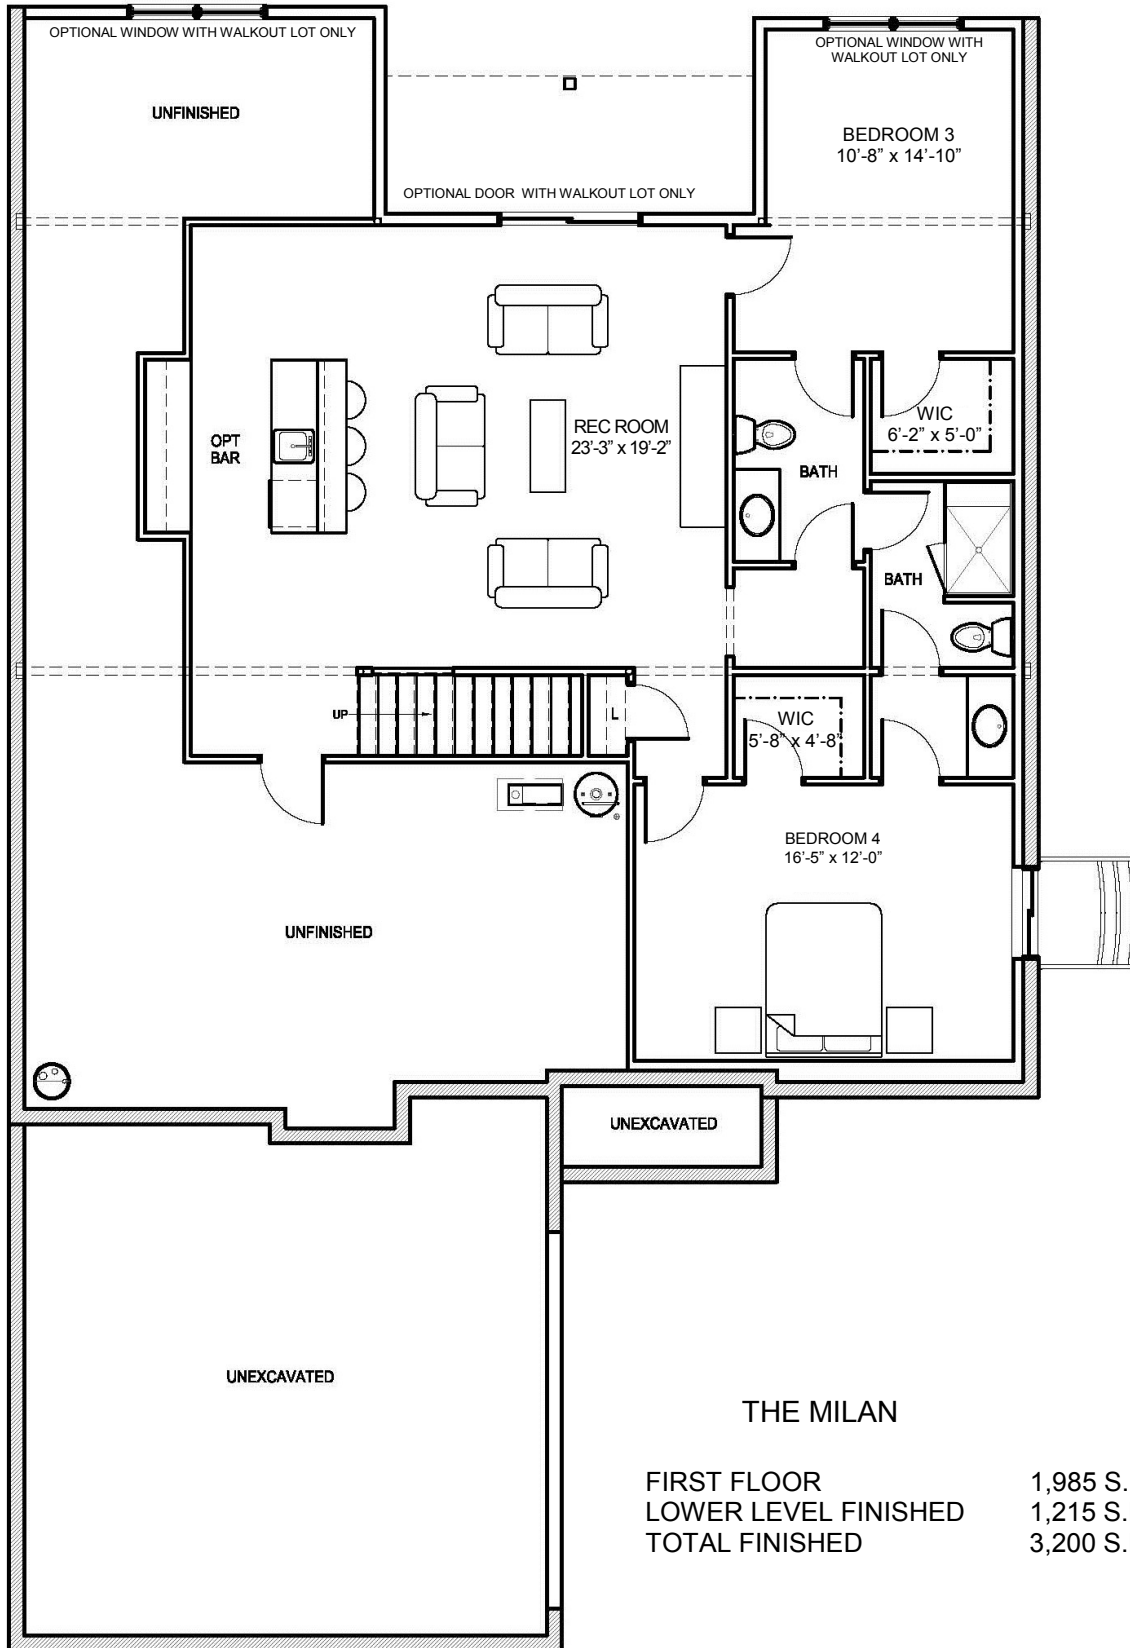 OPTIONAL WINDOW WITH WALKOUT LOT ONLY
OPTIONAL WINDOW WITH
WALKOUT LOT ONLY
UNFINISHED
BEDROOM 3
10'-8" x 14'-10"
OPTIONAL DOOR WITH WALKOUT LOT ONLY
OPT
BAR
REC ROOM
23'-3" x 19'-2"
WIC
6'-2" x 5'-0"
BATH
BATH
UP
L
WIC
5'-8" x 4'-8"
BEDROOM 4
16'-5" x 12'-0"
UNFINISHED
UNEXCAVATED
UNEXCAVATED
THE MILAN
FIRST FLOOR 1,985 S.
LOWER LEVEL FINISHED 1,215 S.
TOTAL FINISHED 3,200 S.